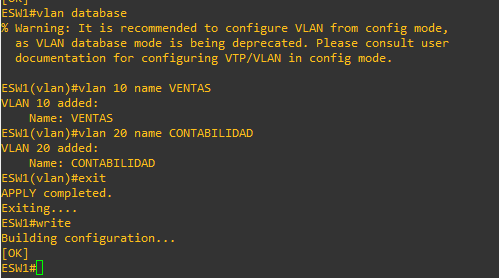 [OK]
ESW1#vlan database
% Warning: It is recommended to configure VLAN from config mode,
as VLAN database mode is being deprecated. Please consult user
documentation for configuring VTP/VLAN in config mode.
ESW1(vlan)#vlan 10 name VENTAS
VLAN 10 added:
Name: VENTAS
ESW1(vlan)#vlan 20 name CONTABILIDAD
VLAN 20 added:
Name: CONTABILIDAD
ESW1(vlan)#exit
APPLY completed.
Exiting....
ESW1#write
Building configuration...
[OK]
ESW1#